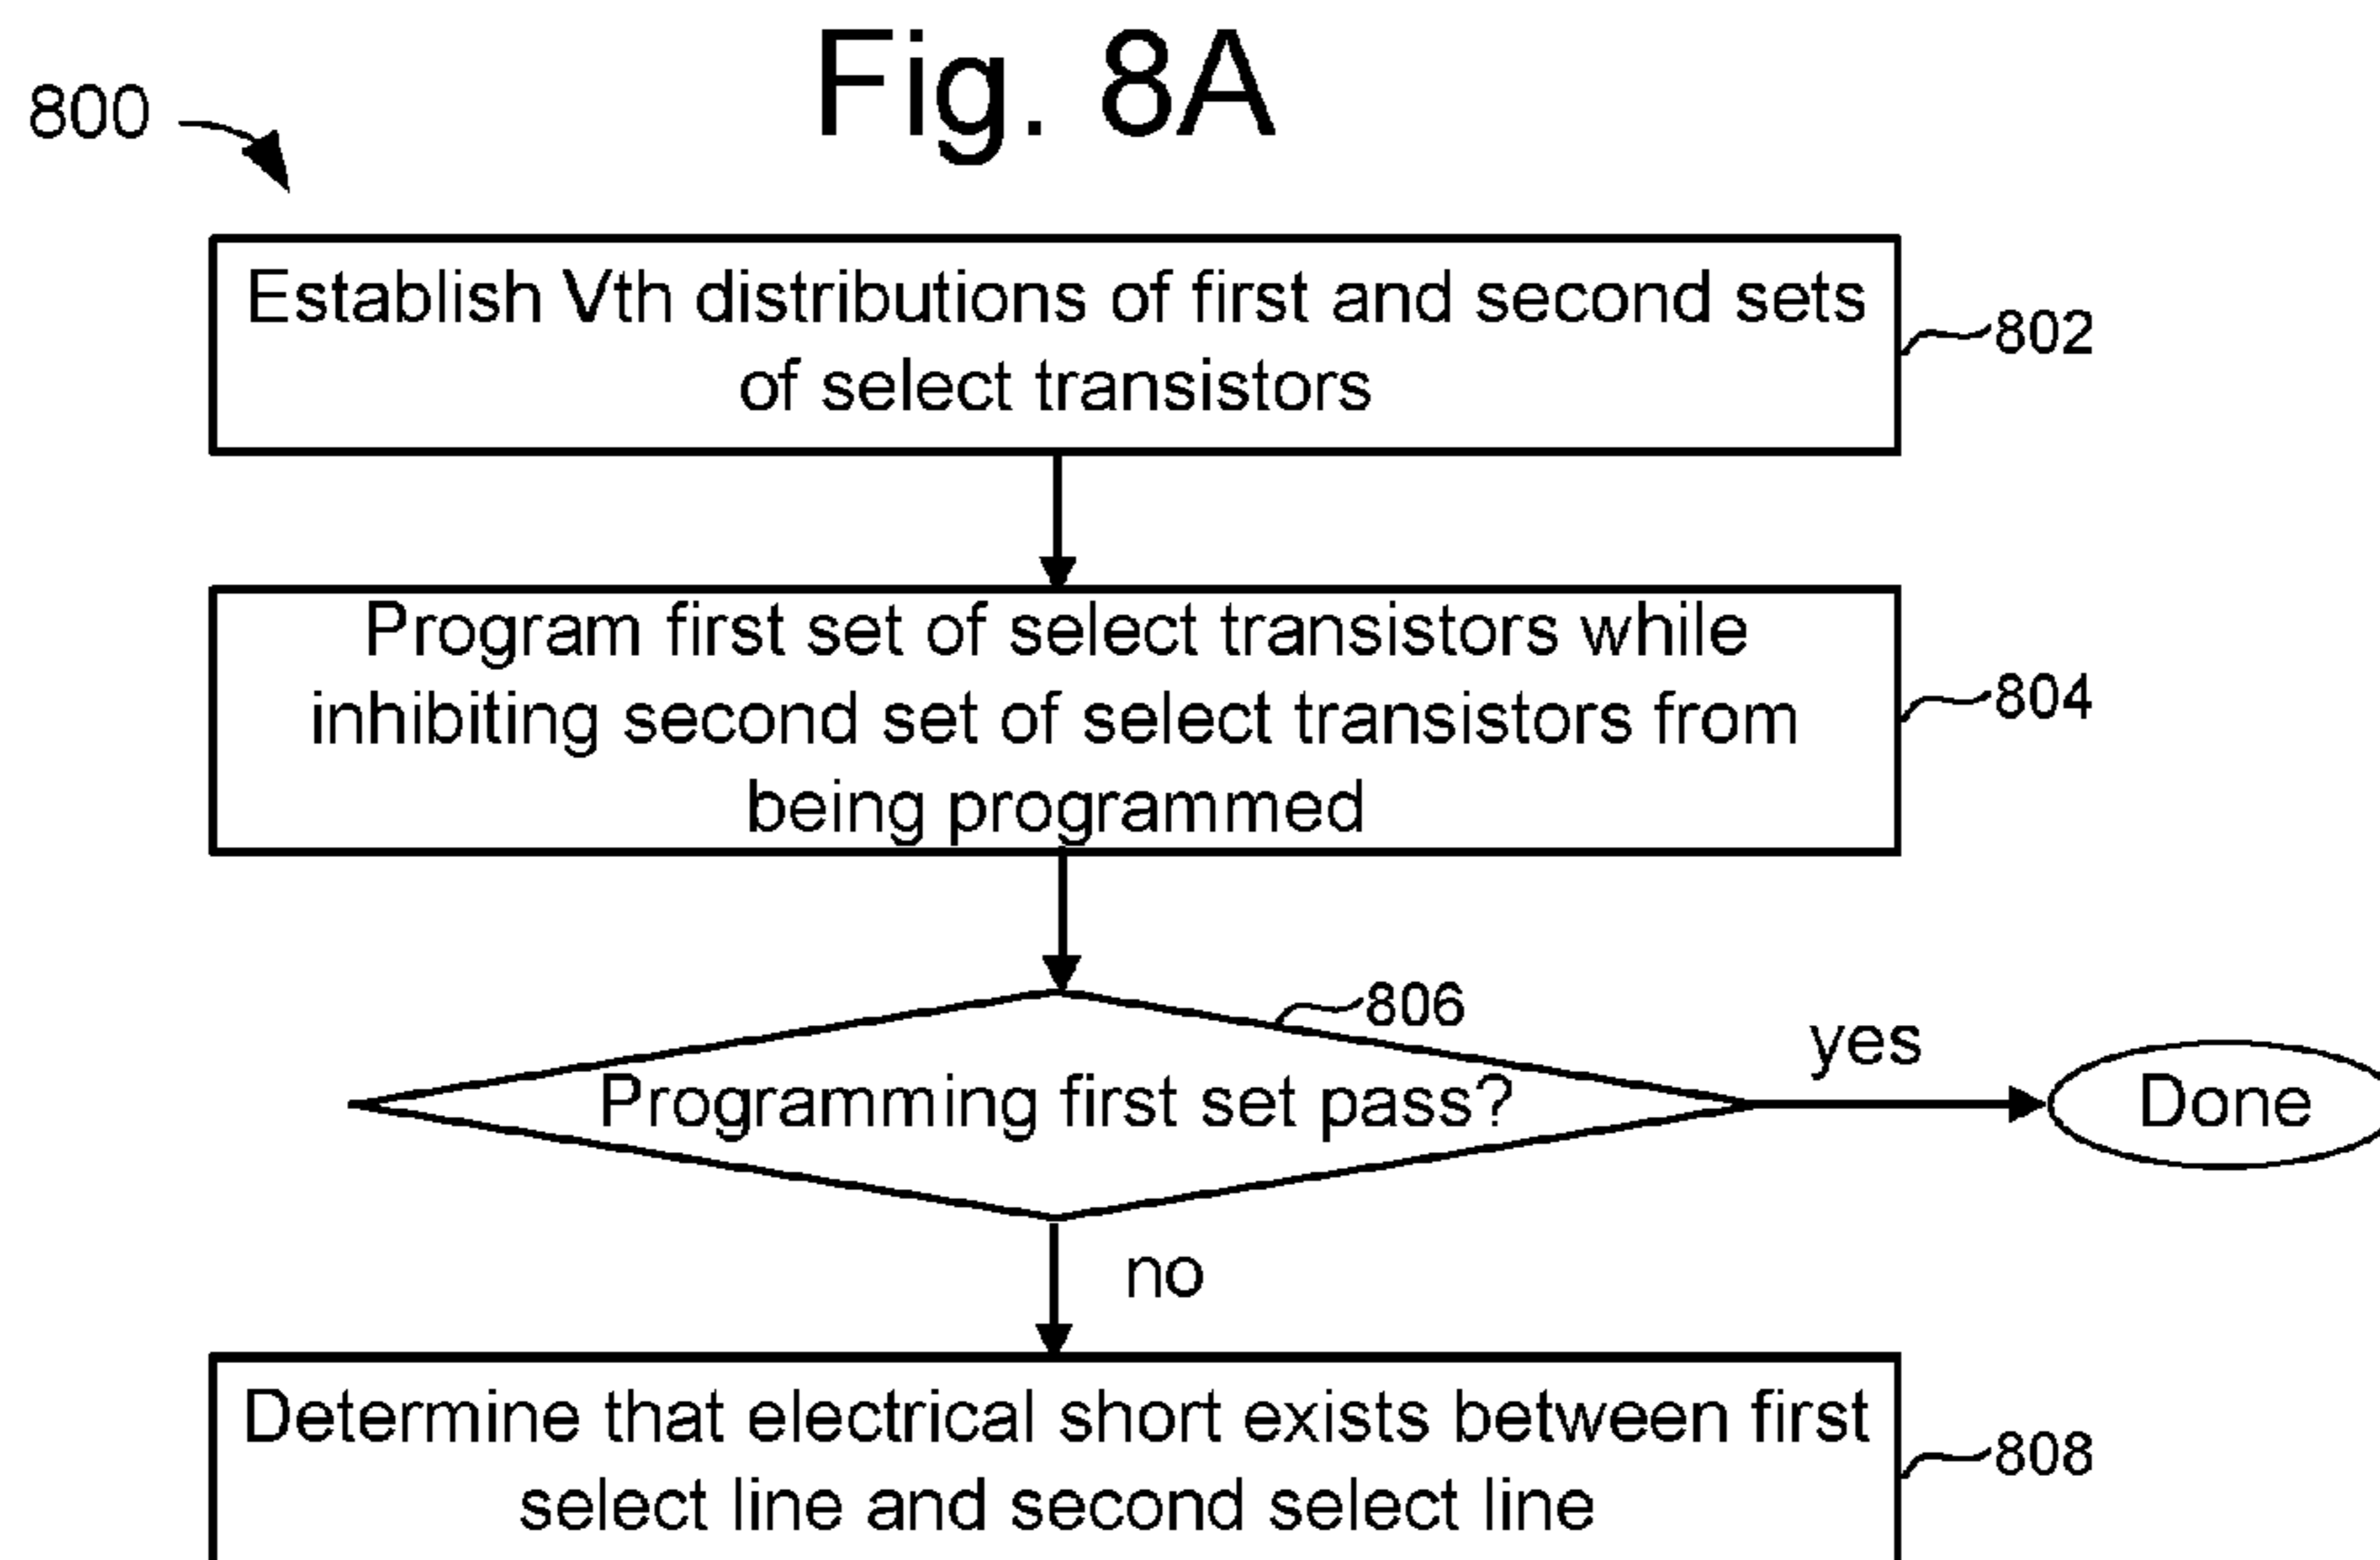 Fig. 8A
800
Establish Vth distributions of first and second sets
of select transistors
802
Program first set of select transistors while
inhibiting second set of select transistors from
being programmed
804
806
Programming first set pass?
yes
Done
no
Determine that electrical short exists between first
select line and second select line
808